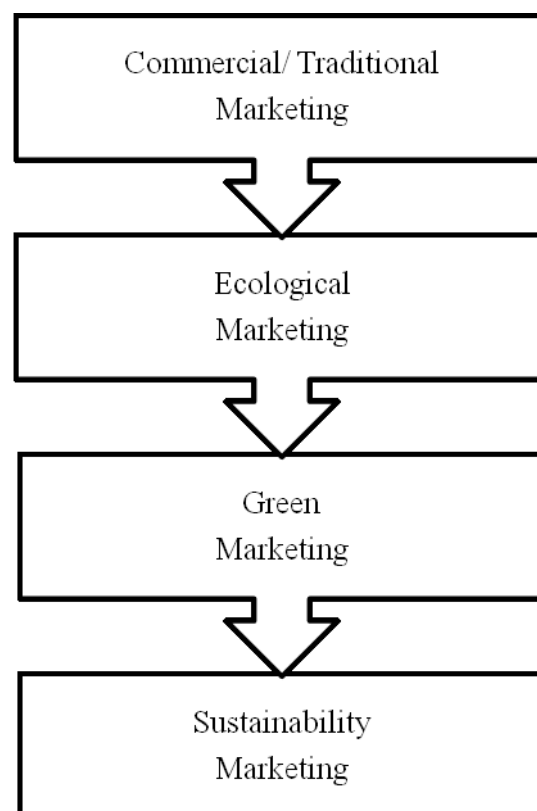 Commercial/ Traditional
Marketing
Ecological
Marketing
Green
Marketing
Sustainability
Marketing